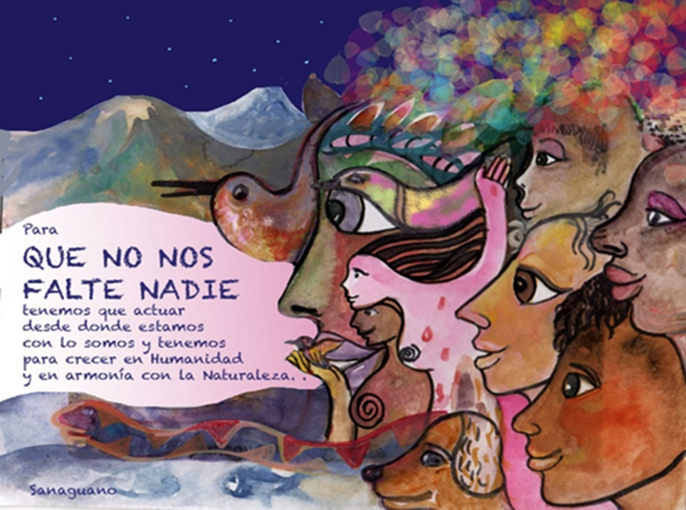 Para
QUE NO NOS
FALTE NADIE
tenemos que actuar
desde donde estamos
con lo somos y tenemos
para crecer en Humanidad
y en armonía con la Naturaleza. .
Sanaguano